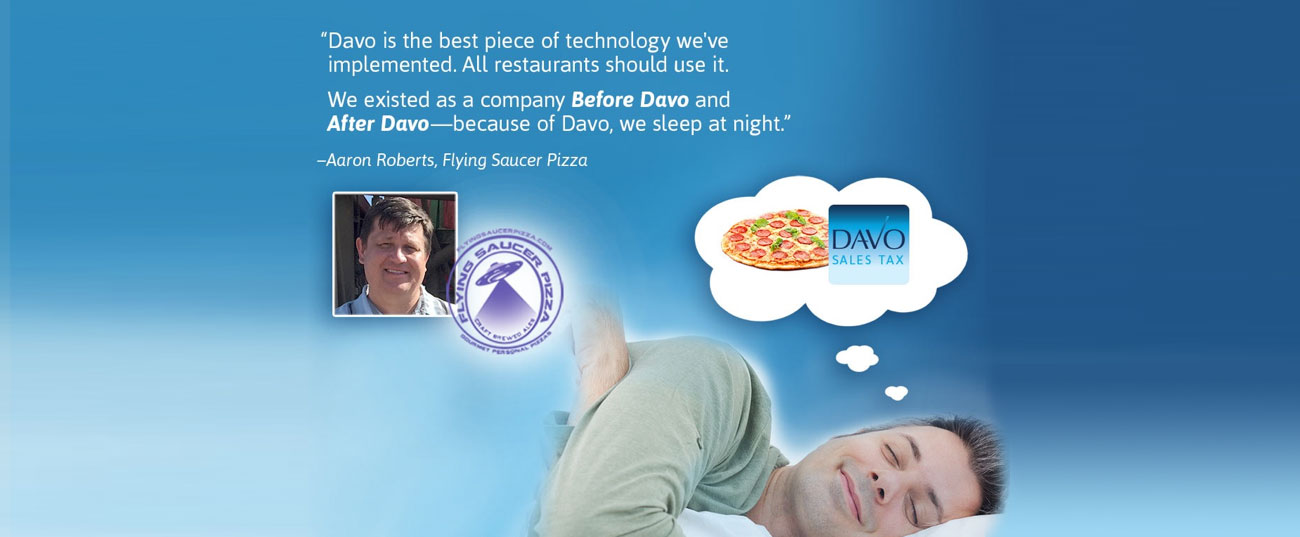 “Davo is the best piece of technology we've
implemented. All restaurants should use it.
We existed as a company Before Davo and
After Davo—because of Davo, we sleep at night.”
–Aaron Roberts, Flying Saucer Pizza
FLYINGSAUCERPIZZA.COM
FLYING SAUCER PIZZA
CRAFT BREWED ALES
GOURMET PERSONAL PIZZAS
DAVO
SALES TAX